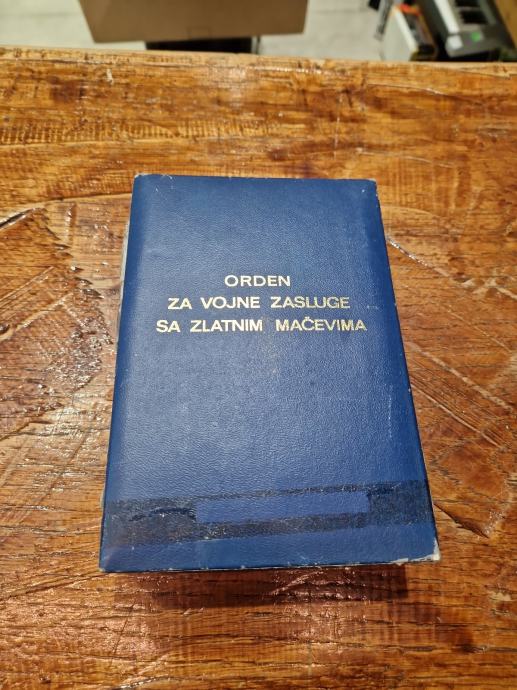 ORDEN
ZA VOJNE ZASLUGE
SA ZLATNIM MAČEVIMA